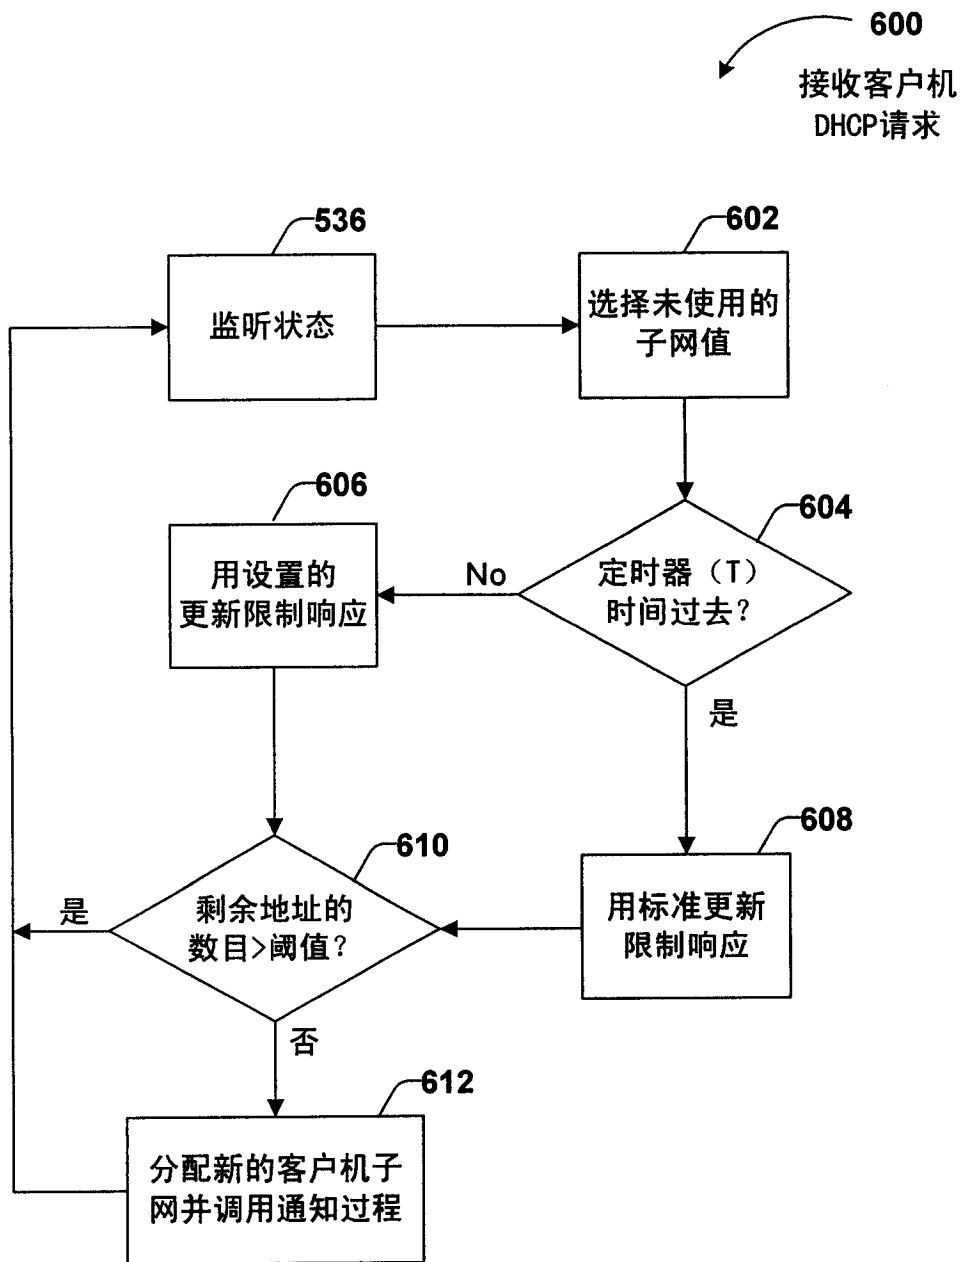 600
接收客户机
DHCP请求
536
监听状态
602
选择未使用的
子网值
604
定时器（T）
时间过去？
No
是
606
用设置的
更新限制响应
608
用标准更新
限制响应
610
剩余地址的
数目>阈值？
是
否
612
分配新的客户机子
网并调用通知过程